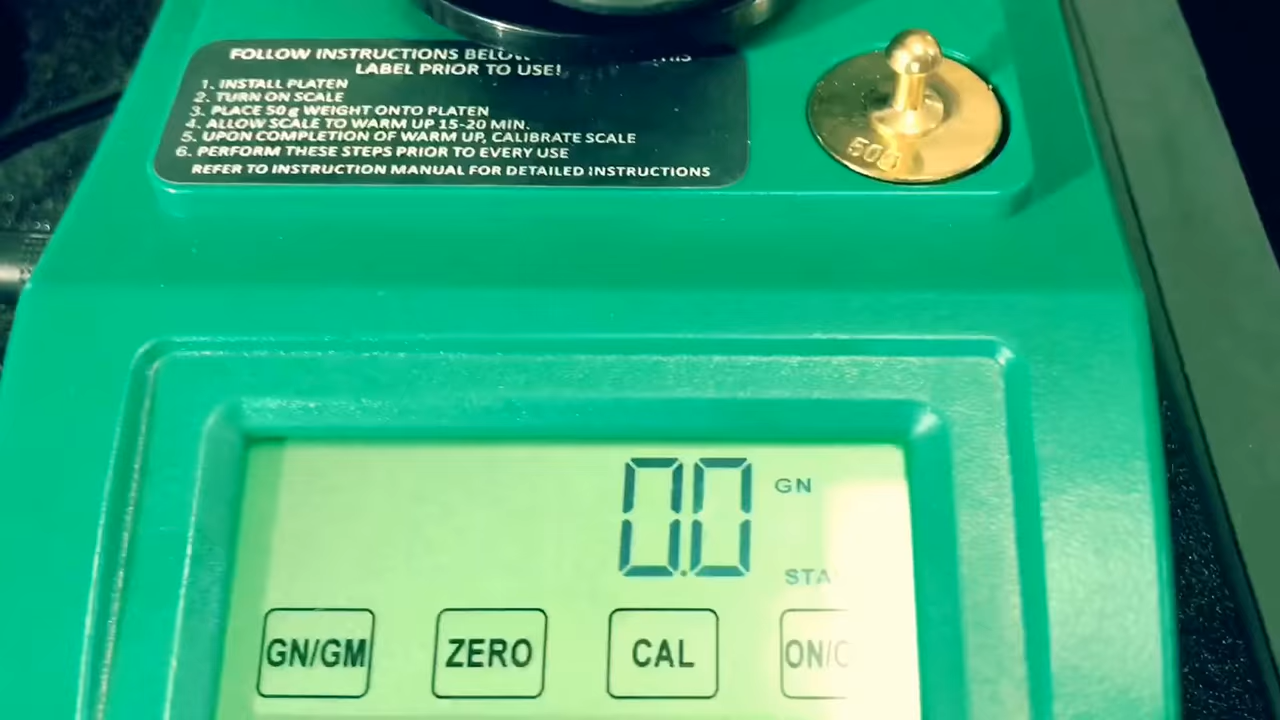 FOLLOW INSTRUCTIONS
LABEL PRIOR TO USE!
1. INSTALL PLATEN
2. TURN ON SCALE
3. PLACE 50g WEIGHT ONTO PLATEN
4. ALLOW SCALE TO WARM UP 15-20 MIN.
5. UPON COMPLETION OF WARM UP, CALIBRATE SCALE
6. PERFORM THESE STEPS PRIOR TO EVERY USE
REFER TO INSTRUCTION MANUAL FOR DETAILED INSTRUCTIONS
50g
0.0 GN
STA
GN/GM ZERO CAL ON/